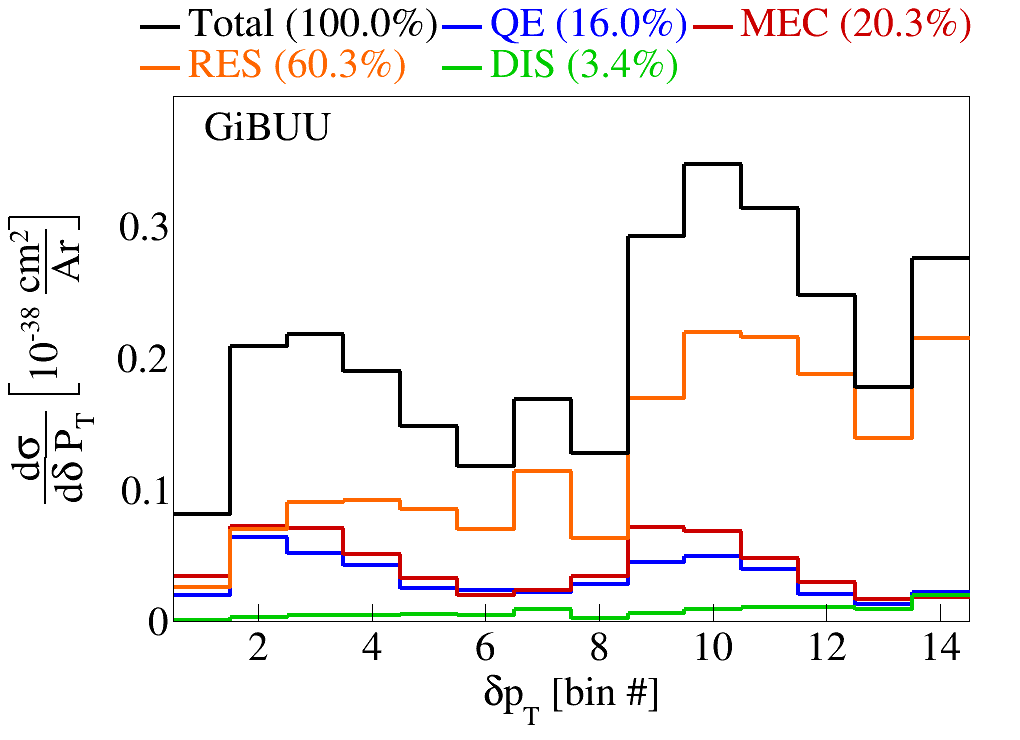 Total (100.0%) QE (16.0%) MEC (20.3%)
RES (60.3%) DIS (3.4%)
GiBUU
dσ/dδ P_T [10^-38 cm^2/Ar]
0.3
0.2
0.1
0
2 4 6 8 10 12 14
δp_T [bin #]